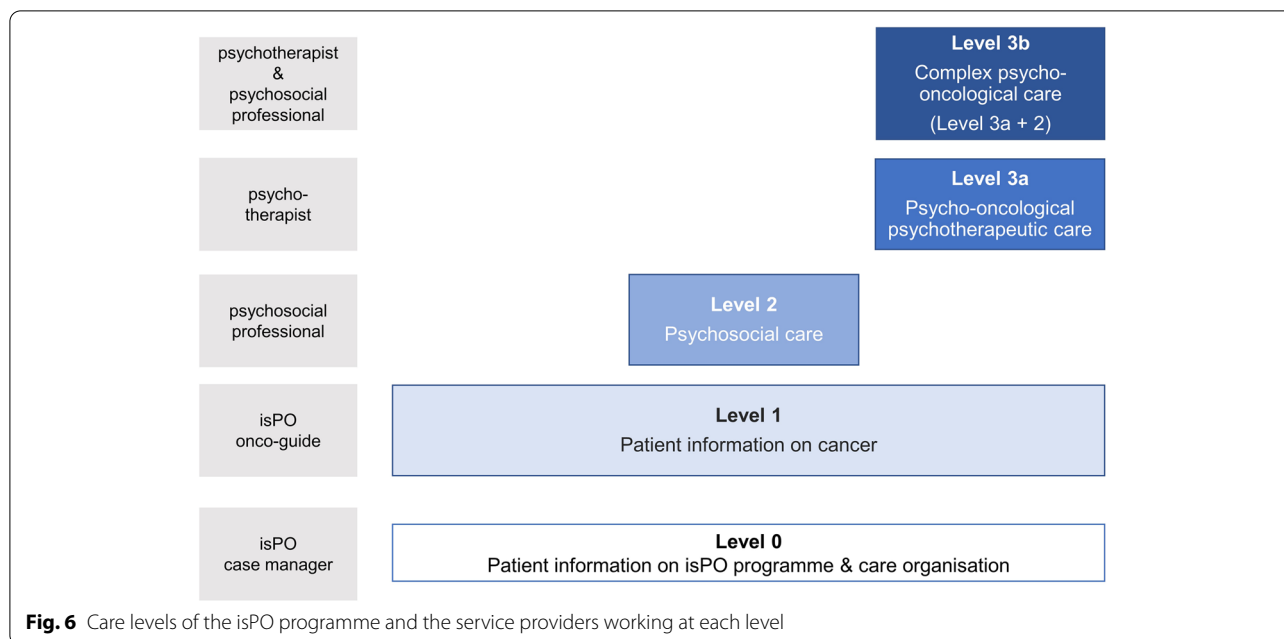 psychotherapist
&
psychosocial
professional
Level 3b
Complex psycho-
oncological care
(Level 3a + 2)
psycho-
therapist
Level 3a
Psycho-oncological
psychotherapeutic care
psychosocial
professional
Level 2
Psychosocial care
isPO
onco-guide
Level 1
Patient information on cancer
isPO
case manager
Level 0
Patient information on isPO programme & care organisation
Fig. 6 Care levels of the isPO programme and the service providers working at each level